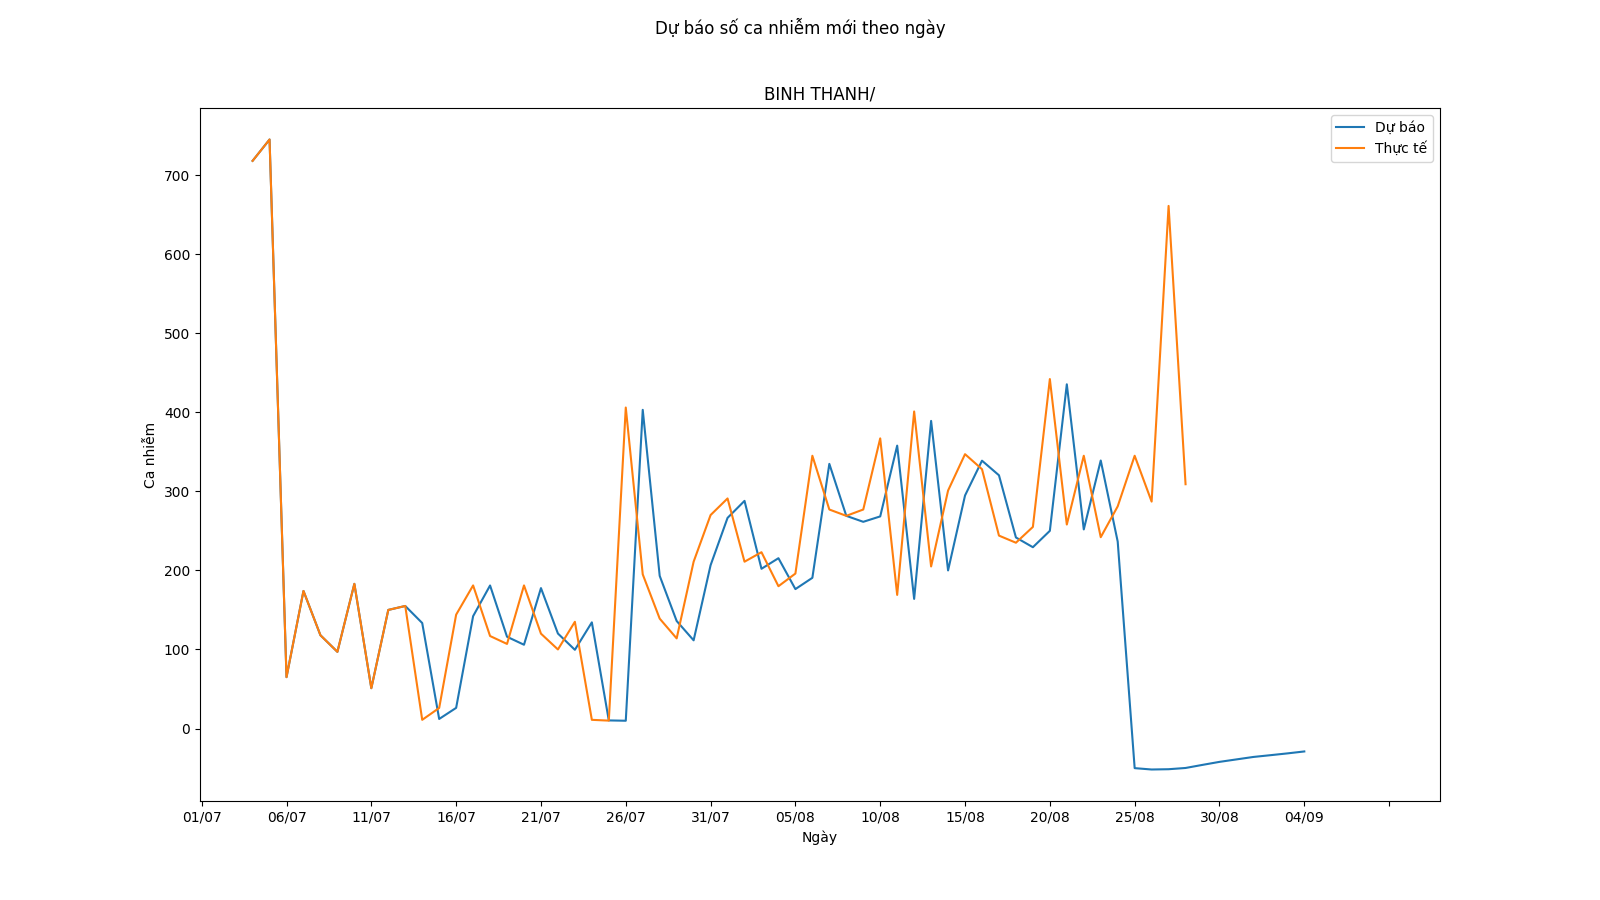 Dự báo số ca nhiễm mới theo ngày
BINH THANH/
Dự báo
Thực tế
700
600
500
400
300
200
100
0
Ca nhiễm
01/07 06/07 11/07 16/07 21/07 26/07 31/07 05/08 10/08 15/08 20/08 25/08 30/08 04/09
Ngày